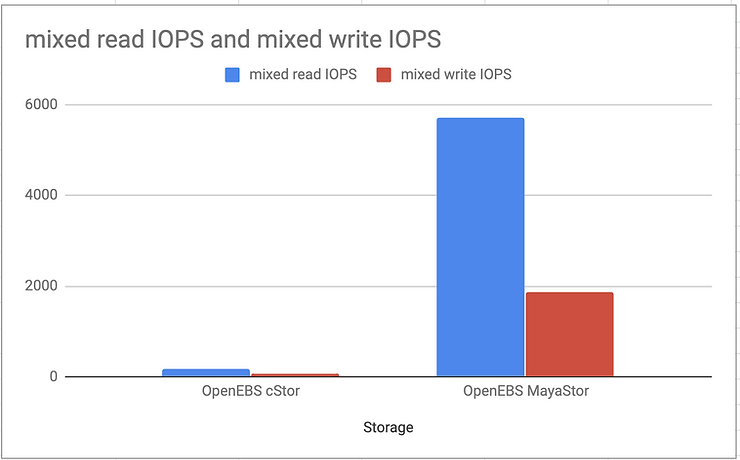 mixed read IOPS and mixed write IOPS
mixed read IOPS mixed write IOPS
6000
4000
2000
0
OpenEBS cStor OpenEBS MayaStor
Storage